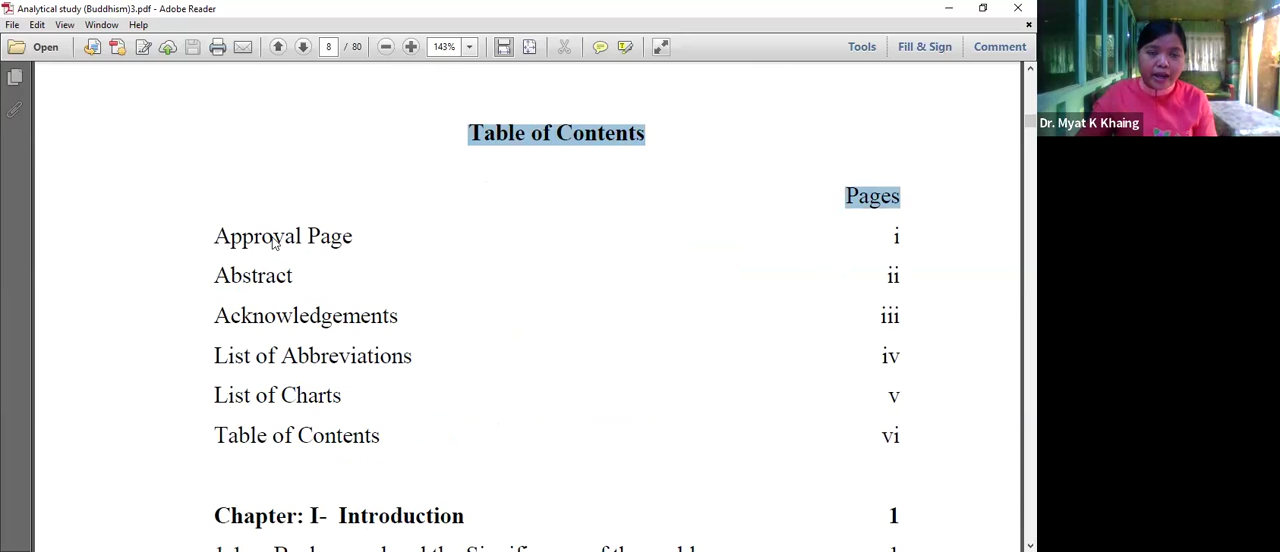 Analytical study (Buddhism)3.pdf - Adobe Reader
File Edit View Window Help
Open 8 / 80 143% Tools Fill & Sign Comment
Dr. Myat K Khaing
Table of Contents
Pages
Approval Page i
Abstract ii
Acknowledgements iii
List of Abbreviations iv
List of Charts v
Table of Contents vi
Chapter: I- Introduction 1